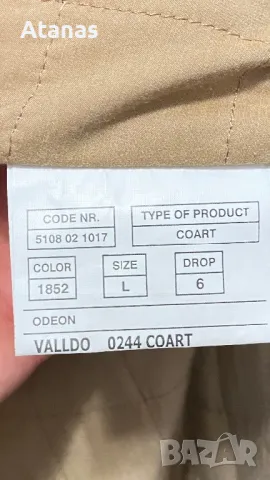 Atanas
CODE NR.
TYPE OF PRODUCT
5108 02 1017
COART
COLOR
SIZE
DROP
1852
L
6
ODEON
VALLDO 0244 COART
BAZAR